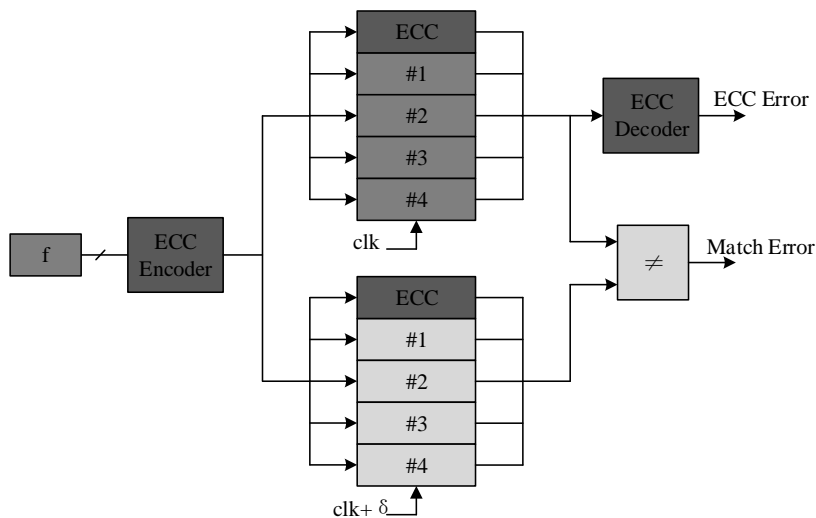 ECC
#1
#2
#3
#4
clk
ECC
Decoder
ECC Error
f
ECC
Encoder
≠
Match Error
ECC
#1
#2
#3
#4
clk+ δ